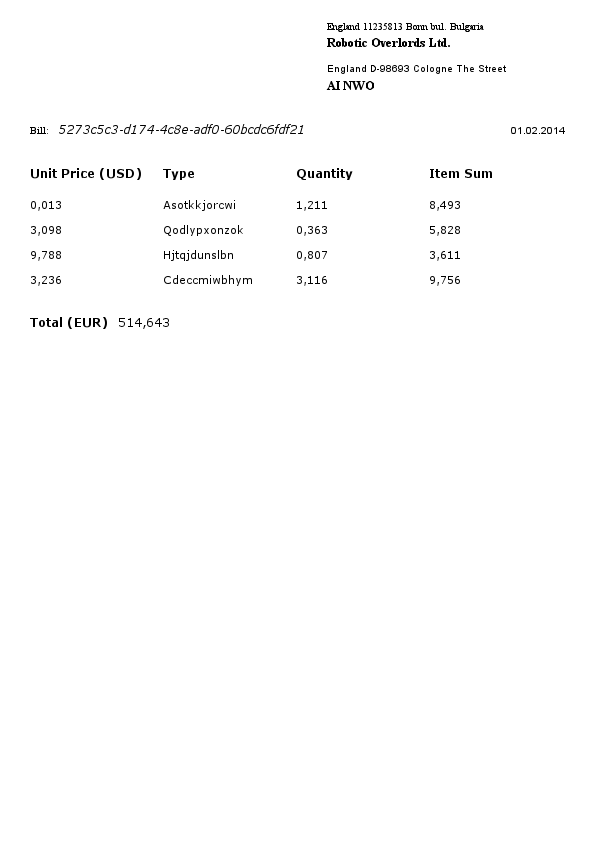 England 11235813 Bonn bul. Bulgaria
Robotic Overlords Ltd.
England D-98693 Cologne The Street
AI NWO
Bill: 5273c5c3-d174-4c8e-adf0-60bcdc6fdf21 01.02.2014
Unit Price (USD) Type Quantity Item Sum
0,013 Asotkkjorcwi 1,211 8,493
3,098 Qodlypxonzok 0,363 5,828
9,788 Hjtqjdunslbn 0,807 3,611
3,236 Cdeccmiwbhym 3,116 9,756
Total (EUR) 514,643